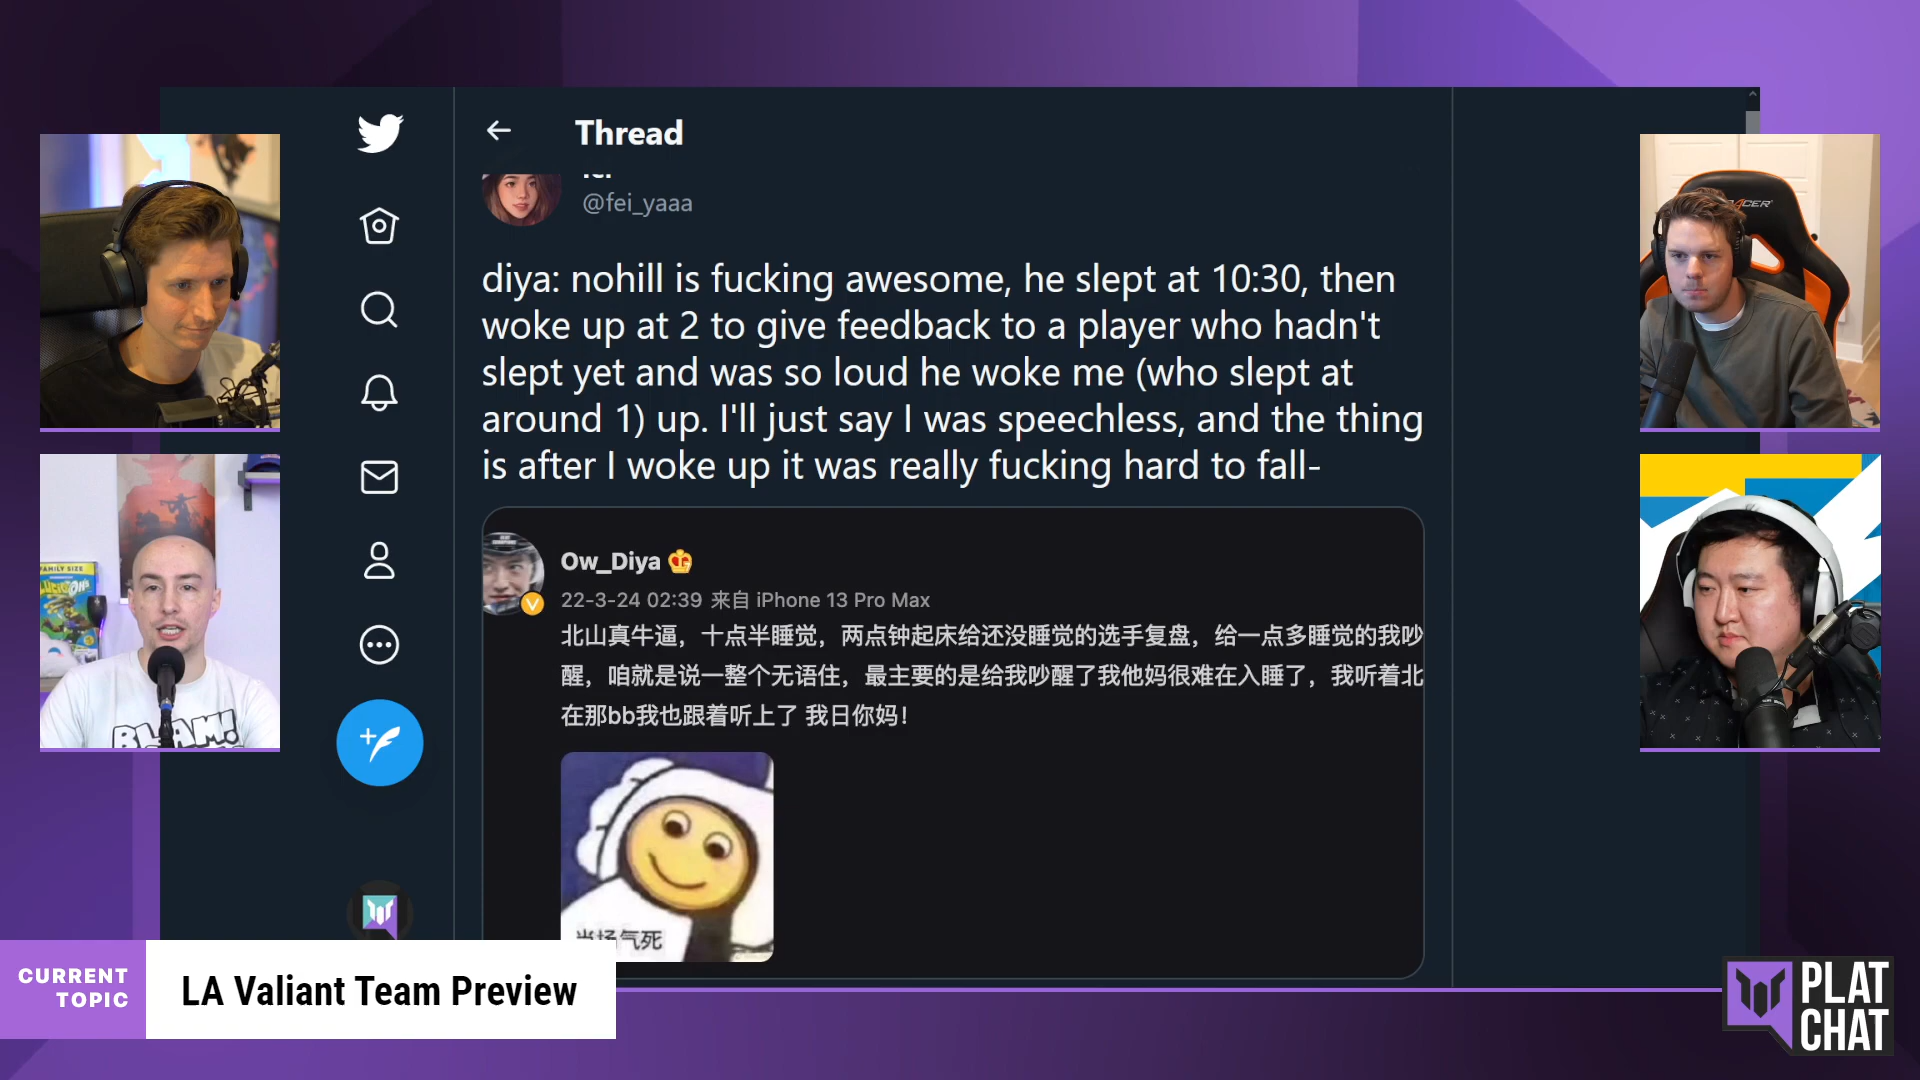 Thread
@fei_yaaa
diya: nohill is fucking awesome, he slept at 10:30, then
woke up at 2 to give feedback to a player who hadn't
slept yet and was so loud he woke me (who slept at
around 1) up. I'll just say I was speechless, and the thing
is after I woke up it was really fucking hard to fall-
Ow_Diya
22-3-24 02:39 来自 iPhone 13 Pro Max
北山真牛逼，十点半睡觉，两点钟起床给还没睡觉的选手复盘，给一点多睡觉的我吵
醒，咱就是说一整个无语住，最主要的是给我吵醒了我他妈很难在入睡了，我听着北
在那bb我也跟着听上了 我日你妈！
当场气死
FAMILY SIZE
BLAM!
CURRENT
TOPIC
LA Valiant Team Preview
PLAT
CHAT